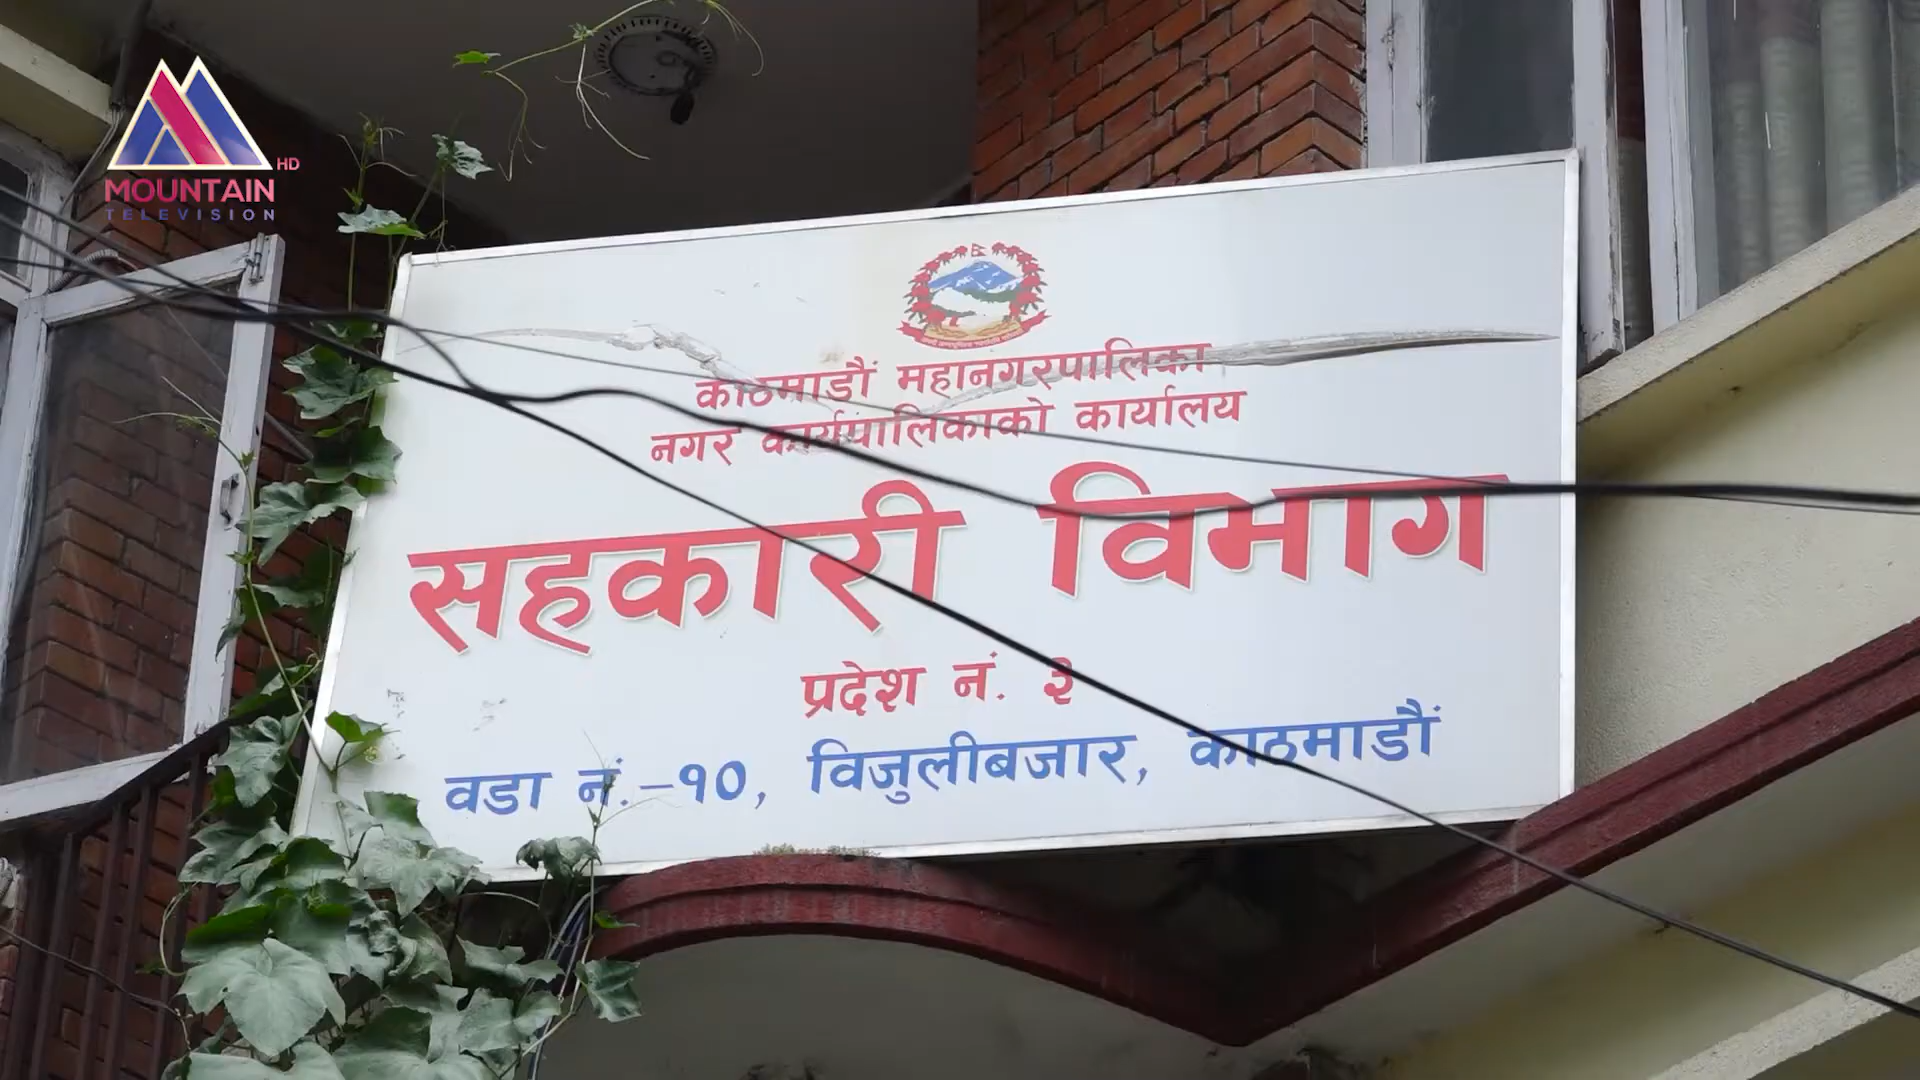 MOUNTAIN HD
TELEVISION
काठमाडौं महानगरपालिका
नगर कार्यपालिकाको कार्यालय
सहकारी विभाग
प्रदेश नं. ३
वडा नं.–१०, विजुलीबजार, काठमाडौं